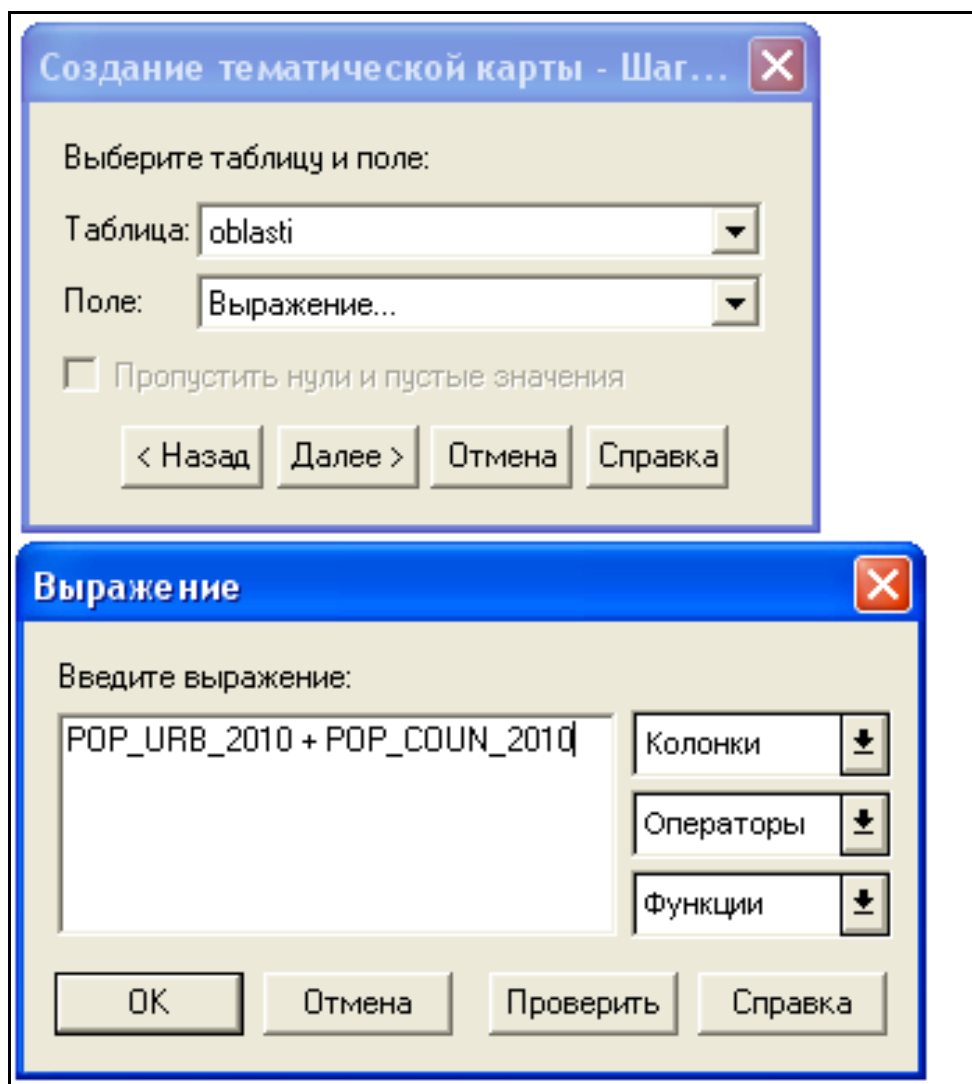 Создание тематической карты - Шаг...
Выберите таблицу и поле:
Таблица: oblasti
Поле: Выражение...
Пропустить нули и пустые значения
< Назад Далее > Отмена Справка
Выражение
Введите выражение:
POP_URB_2010 + POP_COUN_2010
Колонки
Операторы
Функции
OK Отмена Проверить Справка